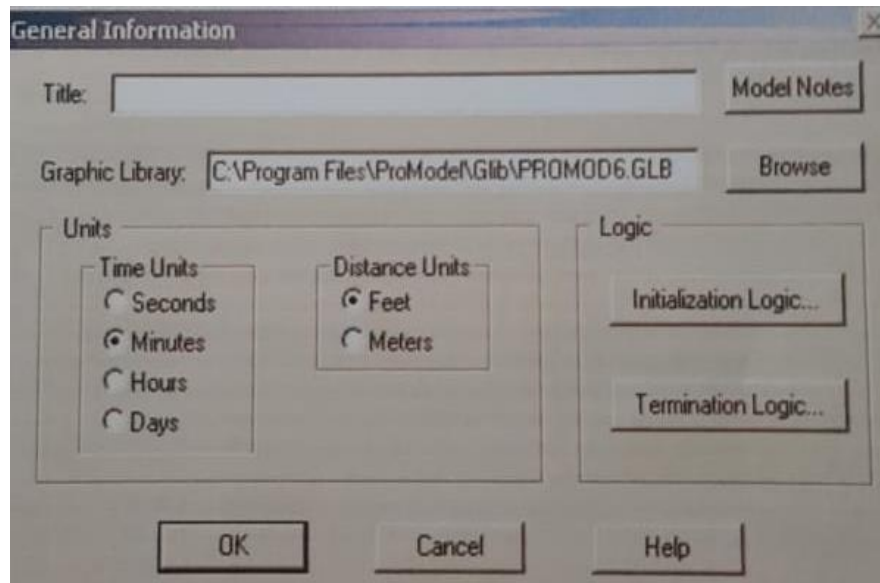 General Information
Title:
Model Notes
Graphic Library: C:\Program Files\ProModel\Glib\PROMOD6.GLB
Browse
Units
Time Units
Seconds
Minutes
Hours
Days
Distance Units
Feet
Meters
Logic
Initialization Logic...
Termination Logic...
OK
Cancel
Help